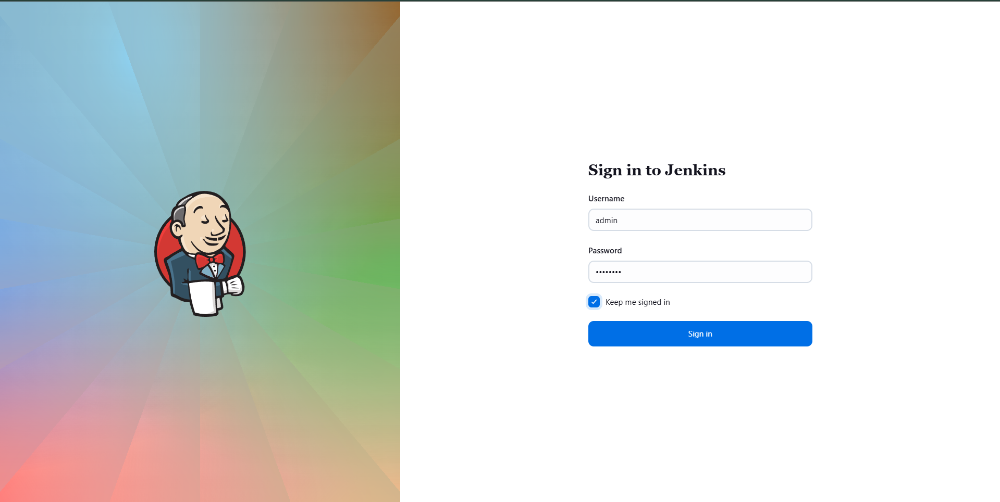 Sign in to Jenkins
Username
admin
Password
••••••••
Keep me signed in
Sign in